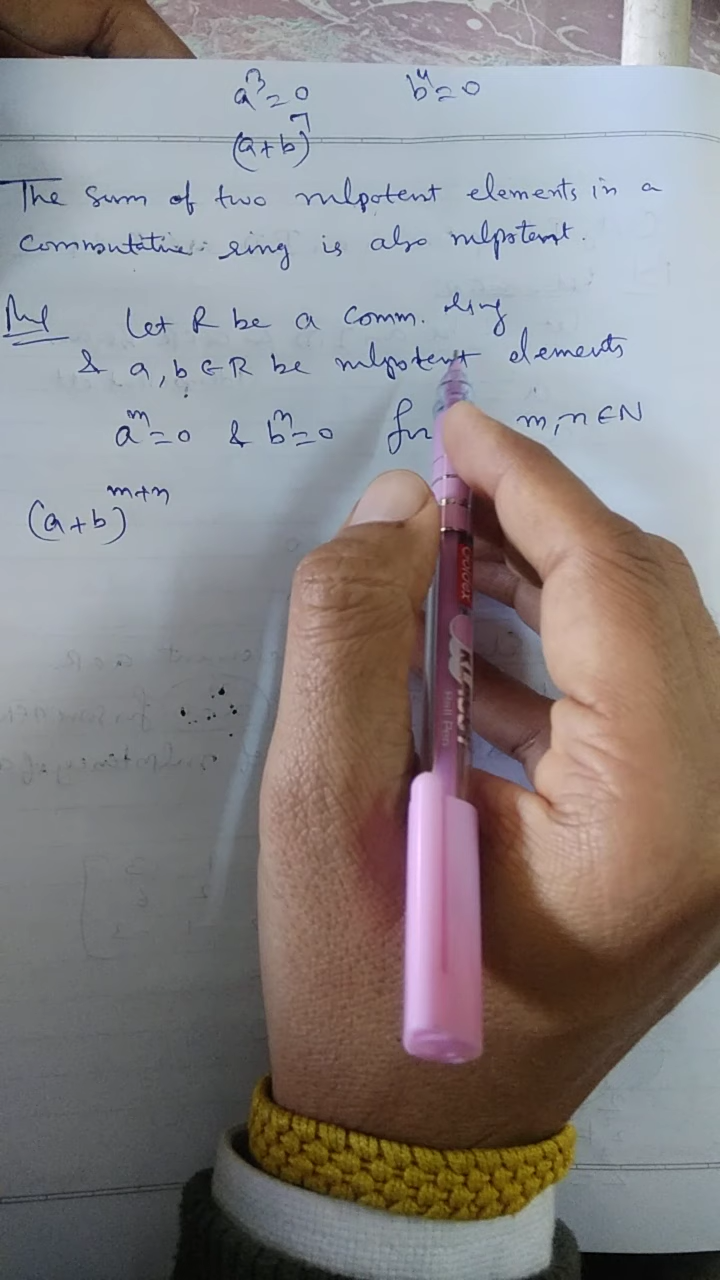 a³=0 b⁴=0
(a+b)⁷
The sum of two nilpotent elements in a
commutative ring is also nilpotent.
Let R be a comm. ring
& a, b ∈ R be nilpotent elements
aᵐ=0 & bⁿ=0 for m, n ∈ N
(a+b)ᵐ⁺ⁿ